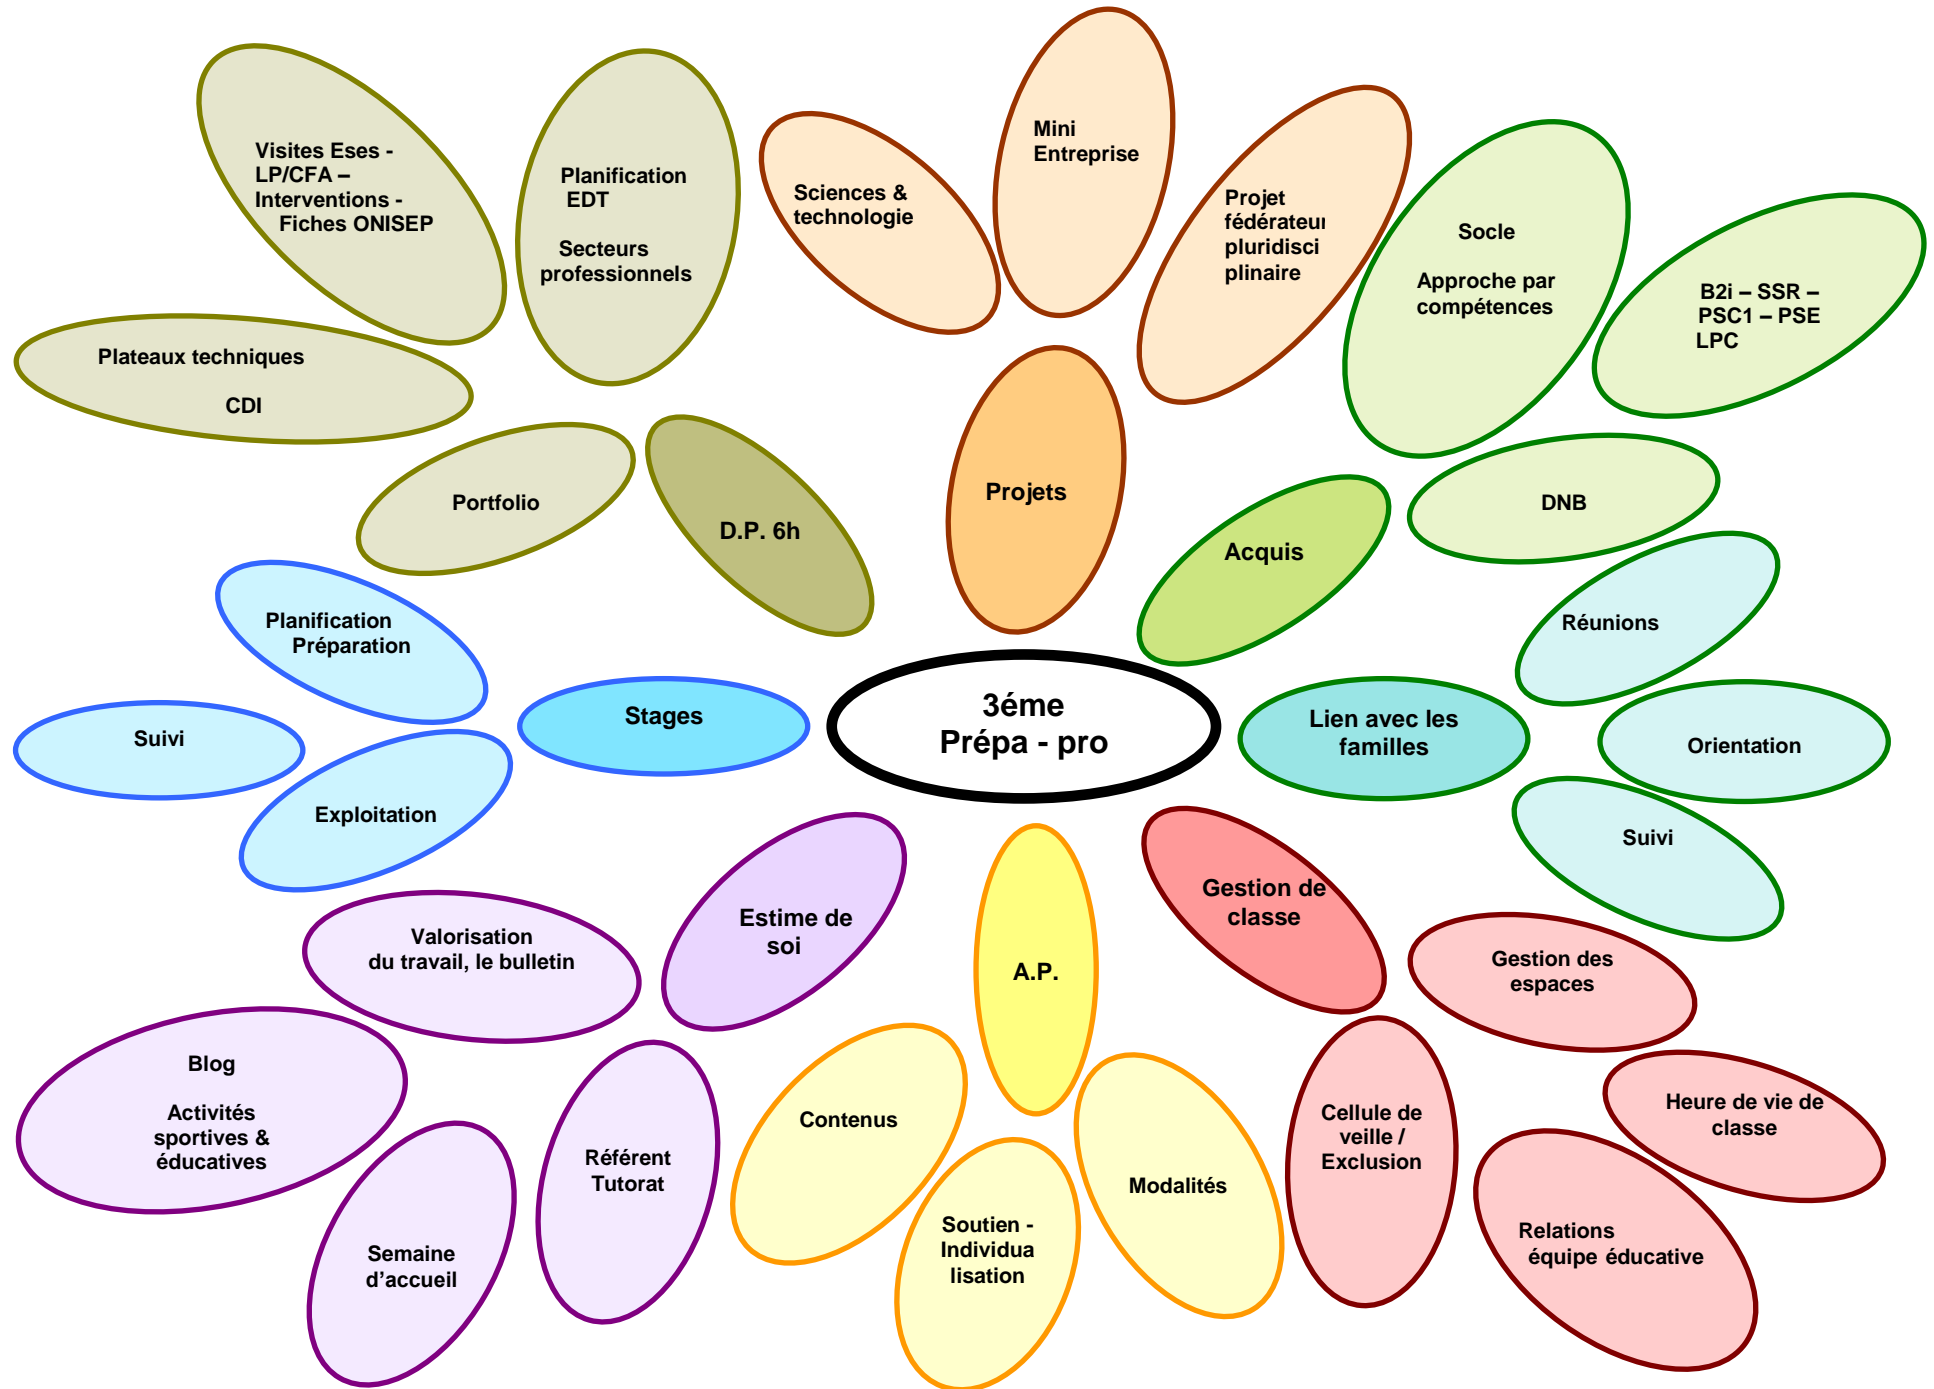 Visites Eses -
LP/CFA –
Interventions -
Fiches ONISEP
Planification
EDT
Secteurs
professionnels
Sciences &
technologie
Mini
Entreprise
Projet
fédérateur
pluridisci
plinaire
Socle
Approche par
compétences
B2i – SSR –
PSC1 – PSE
LPC
Plateaux techniques
CDI
Portfolio
D.P. 6h
Projets
Acquis
DNB
Réunions
Planification
Préparation
Suivi
Exploitation
Stages
3éme
Prépa - pro
Lien avec les
familles
Orientation
Suivi
Valorisation
du travail, le bulletin
Estime de
soi
A.P.
Gestion de
classe
Gestion des
espaces
Blog
Activités
sportives &
éducatives
Semaine
d’accueil
Référent
Tutorat
Contenus
Soutien -
Individua
lisation
Modalités
Cellule de
veille /
Exclusion
Heure de vie de
classe
Relations
équipe éducative